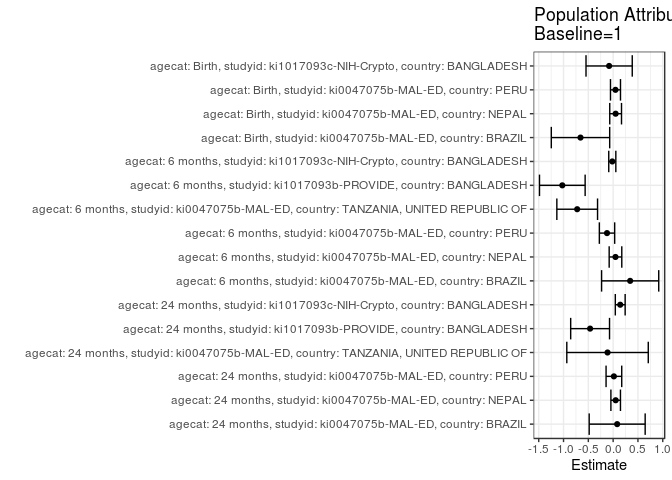 Population Attribu
Baseline=1
agecat: Birth, studyid: ki1017093c-NIH-Crypto, country: BANGLADESH
agecat: Birth, studyid: ki0047075b-MAL-ED, country: PERU
agecat: Birth, studyid: ki0047075b-MAL-ED, country: NEPAL
agecat: Birth, studyid: ki0047075b-MAL-ED, country: BRAZIL
agecat: 6 months, studyid: ki1017093c-NIH-Crypto, country: BANGLADESH
agecat: 6 months, studyid: ki1017093b-PROVIDE, country: BANGLADESH
agecat: 6 months, studyid: ki0047075b-MAL-ED, country: TANZANIA, UNITED REPUBLIC OF
agecat: 6 months, studyid: ki0047075b-MAL-ED, country: PERU
agecat: 6 months, studyid: ki0047075b-MAL-ED, country: NEPAL
agecat: 6 months, studyid: ki0047075b-MAL-ED, country: BRAZIL
agecat: 24 months, studyid: ki1017093c-NIH-Crypto, country: BANGLADESH
agecat: 24 months, studyid: ki1017093b-PROVIDE, country: BANGLADESH
agecat: 24 months, studyid: ki0047075b-MAL-ED, country: TANZANIA, UNITED REPUBLIC OF
agecat: 24 months, studyid: ki0047075b-MAL-ED, country: PERU
agecat: 24 months, studyid: ki0047075b-MAL-ED, country: NEPAL
agecat: 24 months, studyid: ki0047075b-MAL-ED, country: BRAZIL
-1.5 -1.0 -0.5 0.0 0.5 1.0
Estimate